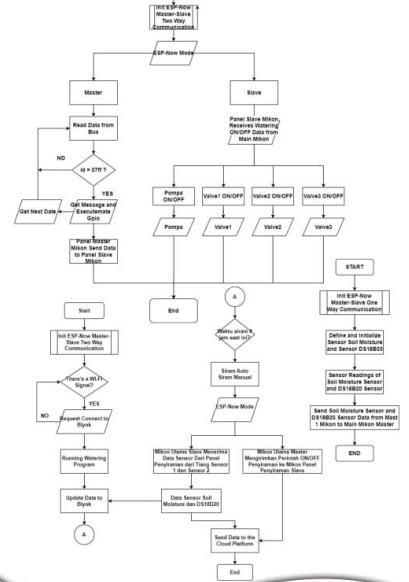 Init ESP-Now
Master-Slave
Two Way
Communication
ESP-Now Mode
Master
Slave
Read Data from
Bus
Panel Slave Mikon
Receives Watering
ON/OFF Data from
Main Mikon
NO
id = 07ff ?
YES
Get Next Date
Get Message and
Executemate
Gpio
Panel Master
Mikon Send Data
to Panel Slave
Mikon
Pompa
ON/OFF
Valve1 ON/OFF
Valve2 ON/OFF
Valve3 ON/OFF
Pompa
Valve1
Valve2
Valve3
End
START
Init ESP-Now
Master-Slave One
Way Communication
Define and Initialize
Sensor Soil Moisture
and Sensor DS18B20
Sensor Readings of
Soil Moisture Sensor
and DS18B20
Send Soil Moisture Sensor and
DS18B20 Sensor Data from Mast
1 Mikon to Main Mikon Master
END
Start
Init ESP-Now Master-
Slave Two Way
Communication
There's a WI-FI
Signal?
YES
NO
Request Connect to
Blynk
Running Watering
Program
Update Data to
Blynk
A
A
Waktu siram #
jam saat ini?
Siram Auto
Siram Manual
ESP-Now Mode
Mikon Utama Slave Menerima
Data Sensor Dari Panel
Penyiraman dari Tiang Sensor
1 dan Sensor 2
Mikon Utama Master
Mengirimkan Perintah ON/OFF
Penyiraman ke Mikon Panel
Penyiraman Slave
Data Sensor Soil
Moisture dan DS18D20
Send Data to the
Cloud Platform
End